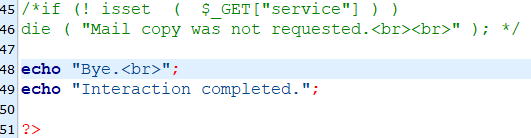 45 /*if (! isset  (  $_GET["service"] ) )
46 die ( "Mail copy was not requested.<br><br>" ); */
47
48 echo "Bye.<br>";
49 echo "Interaction completed.";
50
51 ?>